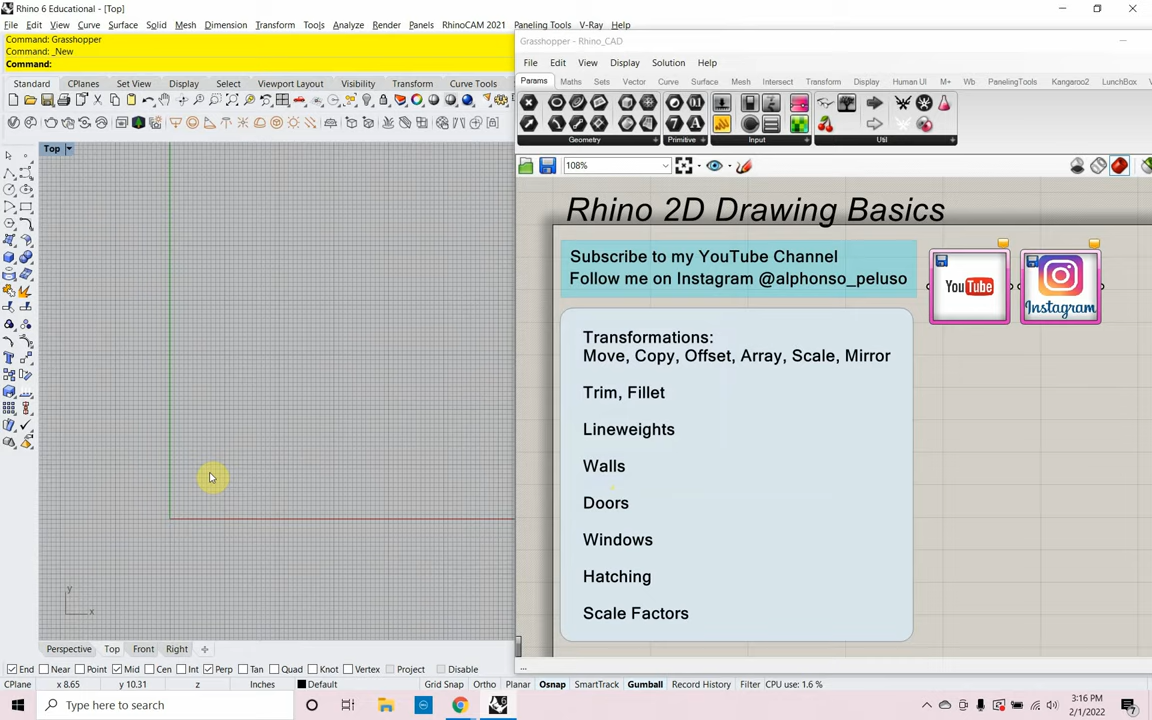 Rhino 6 Educational - [Top]
File Edit View Curve Surface Solid Mesh Dimension Transform Tools Analyze Render Panels RhinoCAM 2021 Paneling Tools V-Ray Help
Command: Grasshopper
Command: _New
Command:
Standard CPlanes Set View Display Select Viewport Layout Visibility Transform Curve Tools
Top
y
x
Perspective Top Front Right
End Near Point Mid Cen Int Perp Tan Quad Knot Vertex Project Disable
CPlane x 8.65 y 10.31 z Inches Default Grid Snap Ortho Planar Osnap SmartTrack Gumball Record History Filter CPU use: 1.6 %
Grasshopper - Rhino_CAD
File Edit View Display Solution Help
Params Maths Sets Vector Curve Surface Mesh Intersect Transform Display Human UI M+ Wb PanelingTools Kangaroo2 LunchBox
Geometry Primitive Input Util
108%
Rhino 2D Drawing Basics
Subscribe to my YouTube Channel
Follow me on Instagram @alphonso_peluso
YouTube
Instagram
Transformations:
Move, Copy, Offset, Array, Scale, Mirror
Trim, Fillet
Lineweights
Walls
Doors
Windows
Hatching
Scale Factors
...
Type here to search
3:16 PM
2/1/2022
7